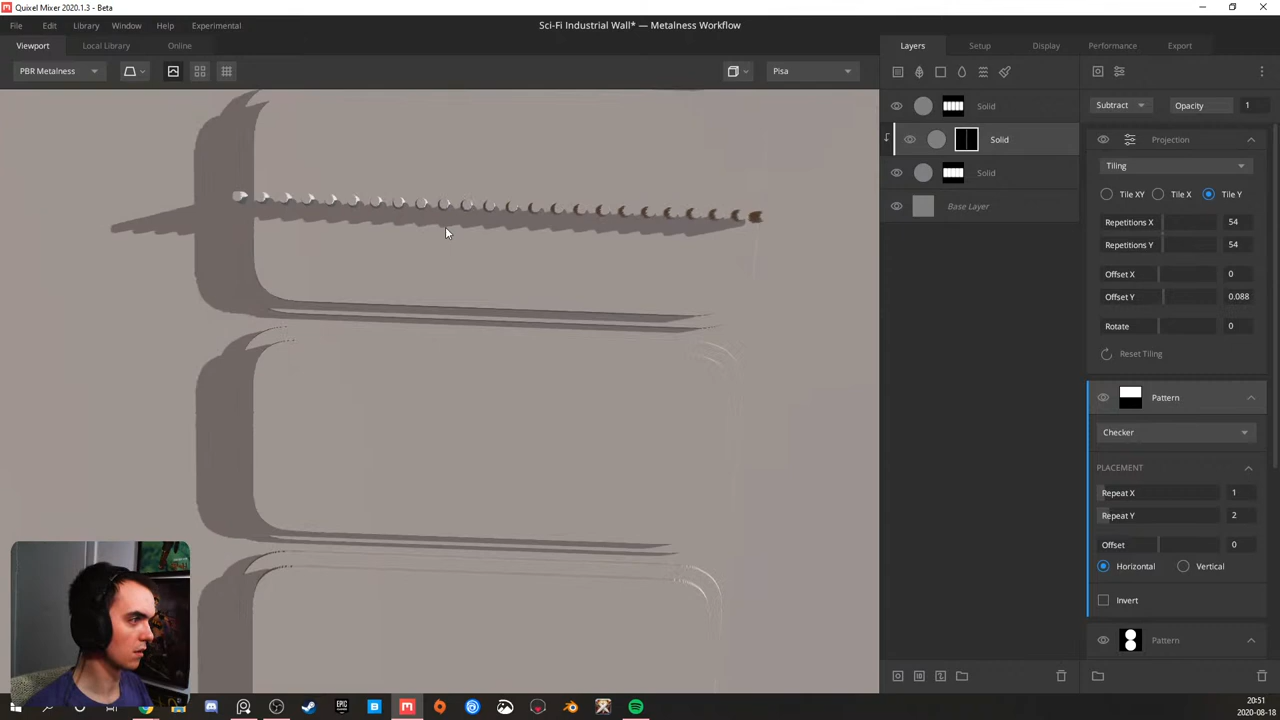 Quixel Mixer 2020.1.3 - Beta
File Edit Library Window Help Experimental
Sci-Fi Industrial Wall* — Metalness Workflow
Viewport Local Library Online
Layers Setup Display Performance Export
PBR Metalness
Pisa
Solid
Solid
Solid
Base Layer
Subtract Opacity 1
Projection
Tiling
Tile XY Tile X Tile Y
Repetitions X 54
Repetitions Y 54
Offset X 0
Offset Y 0.088
Rotate 0
Reset Tiling
Pattern
Checker
PLACEMENT
Repeat X 1
Repeat Y 2
Offset 0
Horizontal Vertical
Invert
Pattern
EPIC
20:51
2020-08-18